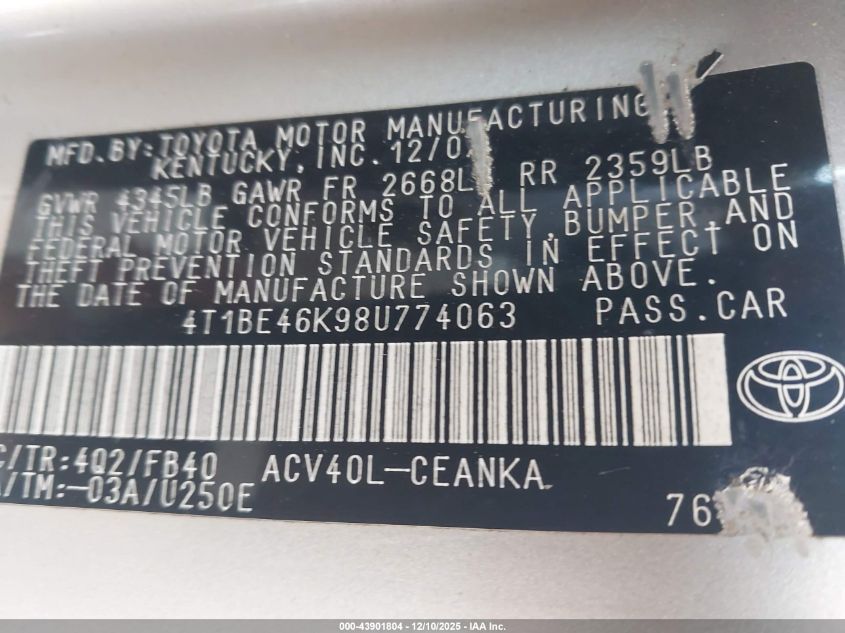 MFD. BY: TOYOTA MOTOR MANUFACTURING
KENTUCKY, INC. 12/0
GVWR 4345LB GAWR FR 2668L RR 2359LB
THIS VEHICLE CONFORMS TO ALL APPLICABLE
FEDERAL MOTOR VEHICLE SAFETY, BUMPER, AND
THEFT PREVENTION STANDARDS IN EFFECT ON
THE DATE OF MANUFACTURE SHOWN ABOVE.
4T1BE46K98U774063 PASS. CAR
C/TR: 4Q2/FB40 ACV40L-CEANKA
/TM: -03A/U250E
76
000-43901804 - 12/10/2025 - IAA Inc.